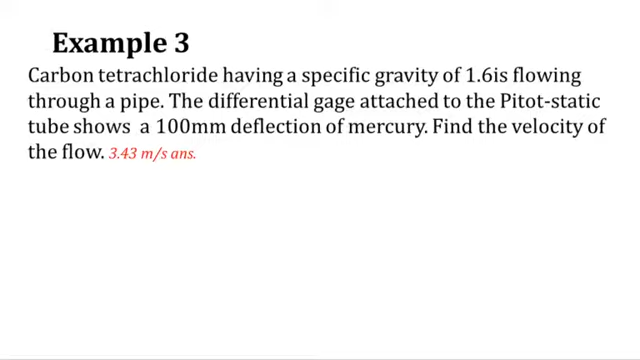 Example 3
Carbon tetrachloride having a specific gravity of 1.6is flowing
through a pipe. The differential gage attached to the Pitot-static
tube shows a 100mm deflection of mercury. Find the velocity of
the flow. 3.43 m/s ans.